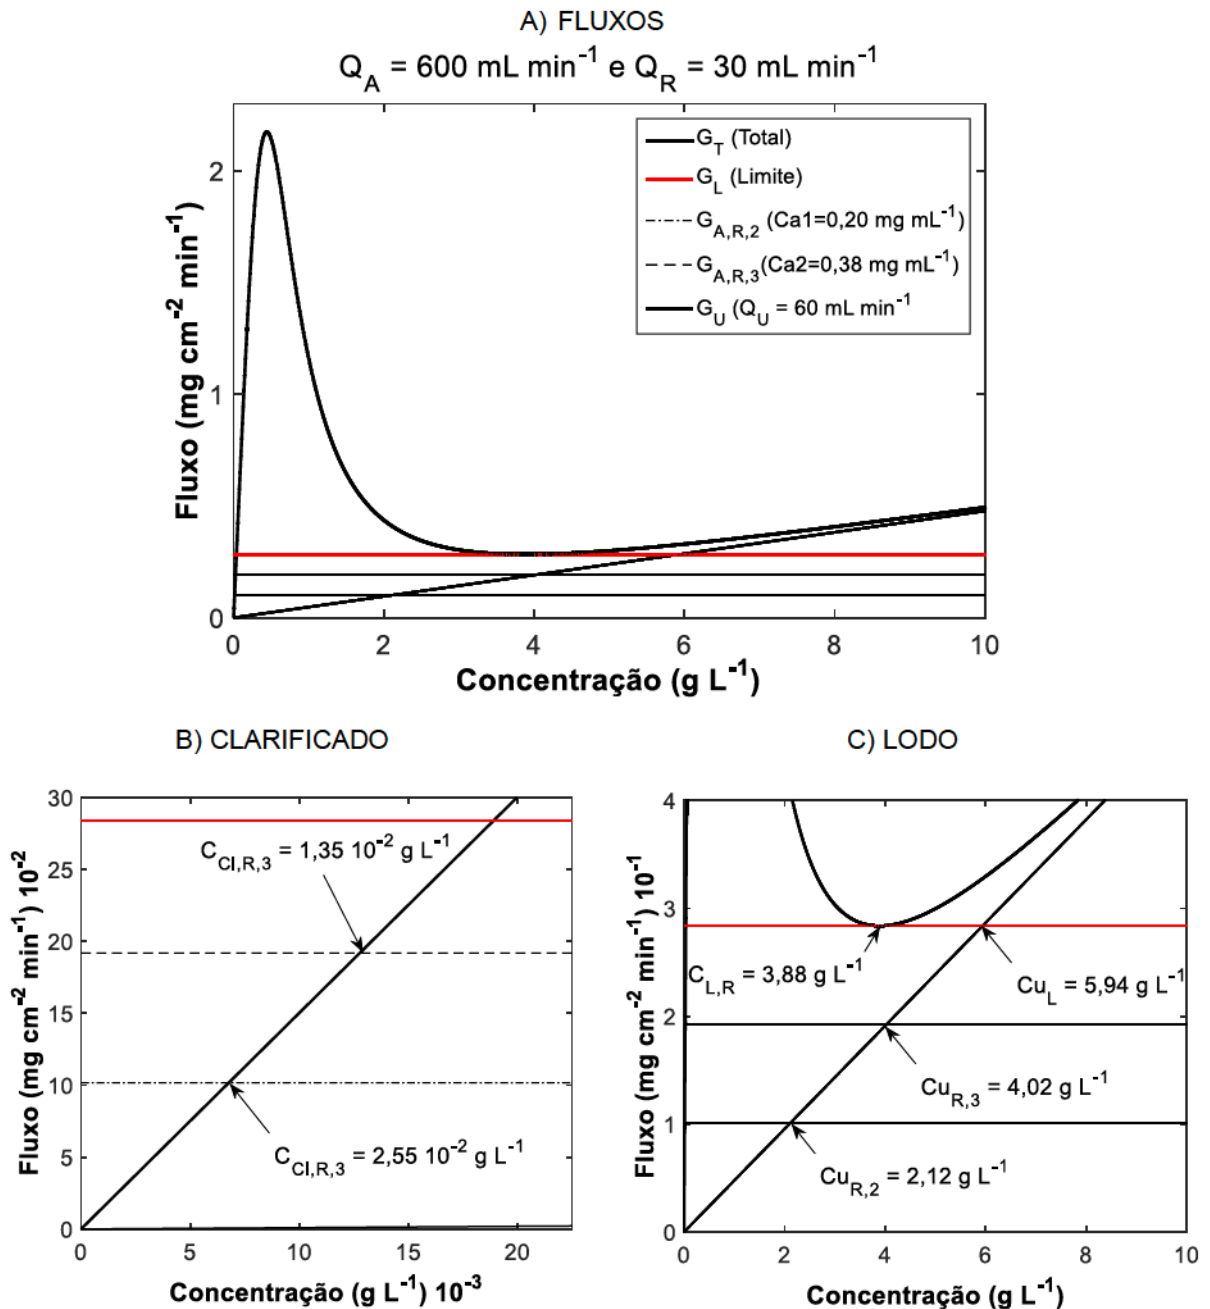 A) FLUXOS
Q_A = 600 mL min⁻¹ e Q_R = 30 mL min⁻¹
Fluxo (mg cm⁻² min⁻¹)
2
1
0
G_T (Total)
G_L (Limite)
G_A,R,2 (Ca1=0,20 mg mL⁻¹)
G_A,R,3(Ca2=0,38 mg mL⁻¹)
G_U (Q_U = 60 mL min⁻¹
0 2 4 6 8 10
Concentração (g L⁻¹)
B) CLARIFICADO
Fluxo (mg cm⁻² min⁻¹) 10⁻²
30
25
20
15
10
5
0
C_Cl,R,3 = 1,35 10⁻² g L⁻¹
C_Cl,R,3 = 2,55 10⁻² g L⁻¹
0 5 10 15 20
Concentração (g L⁻¹) 10⁻³
C) LODO
Fluxo (mg cm⁻² min⁻¹) 10⁻¹
4
3
2
1
0
C_L,R = 3,88 g L⁻¹
Cu_L = 5,94 g L⁻¹
Cu_R,3 = 4,02 g L⁻¹
Cu_R,2 = 2,12 g L⁻¹
0 2 4 6 8 10
Concentração (g L⁻¹)